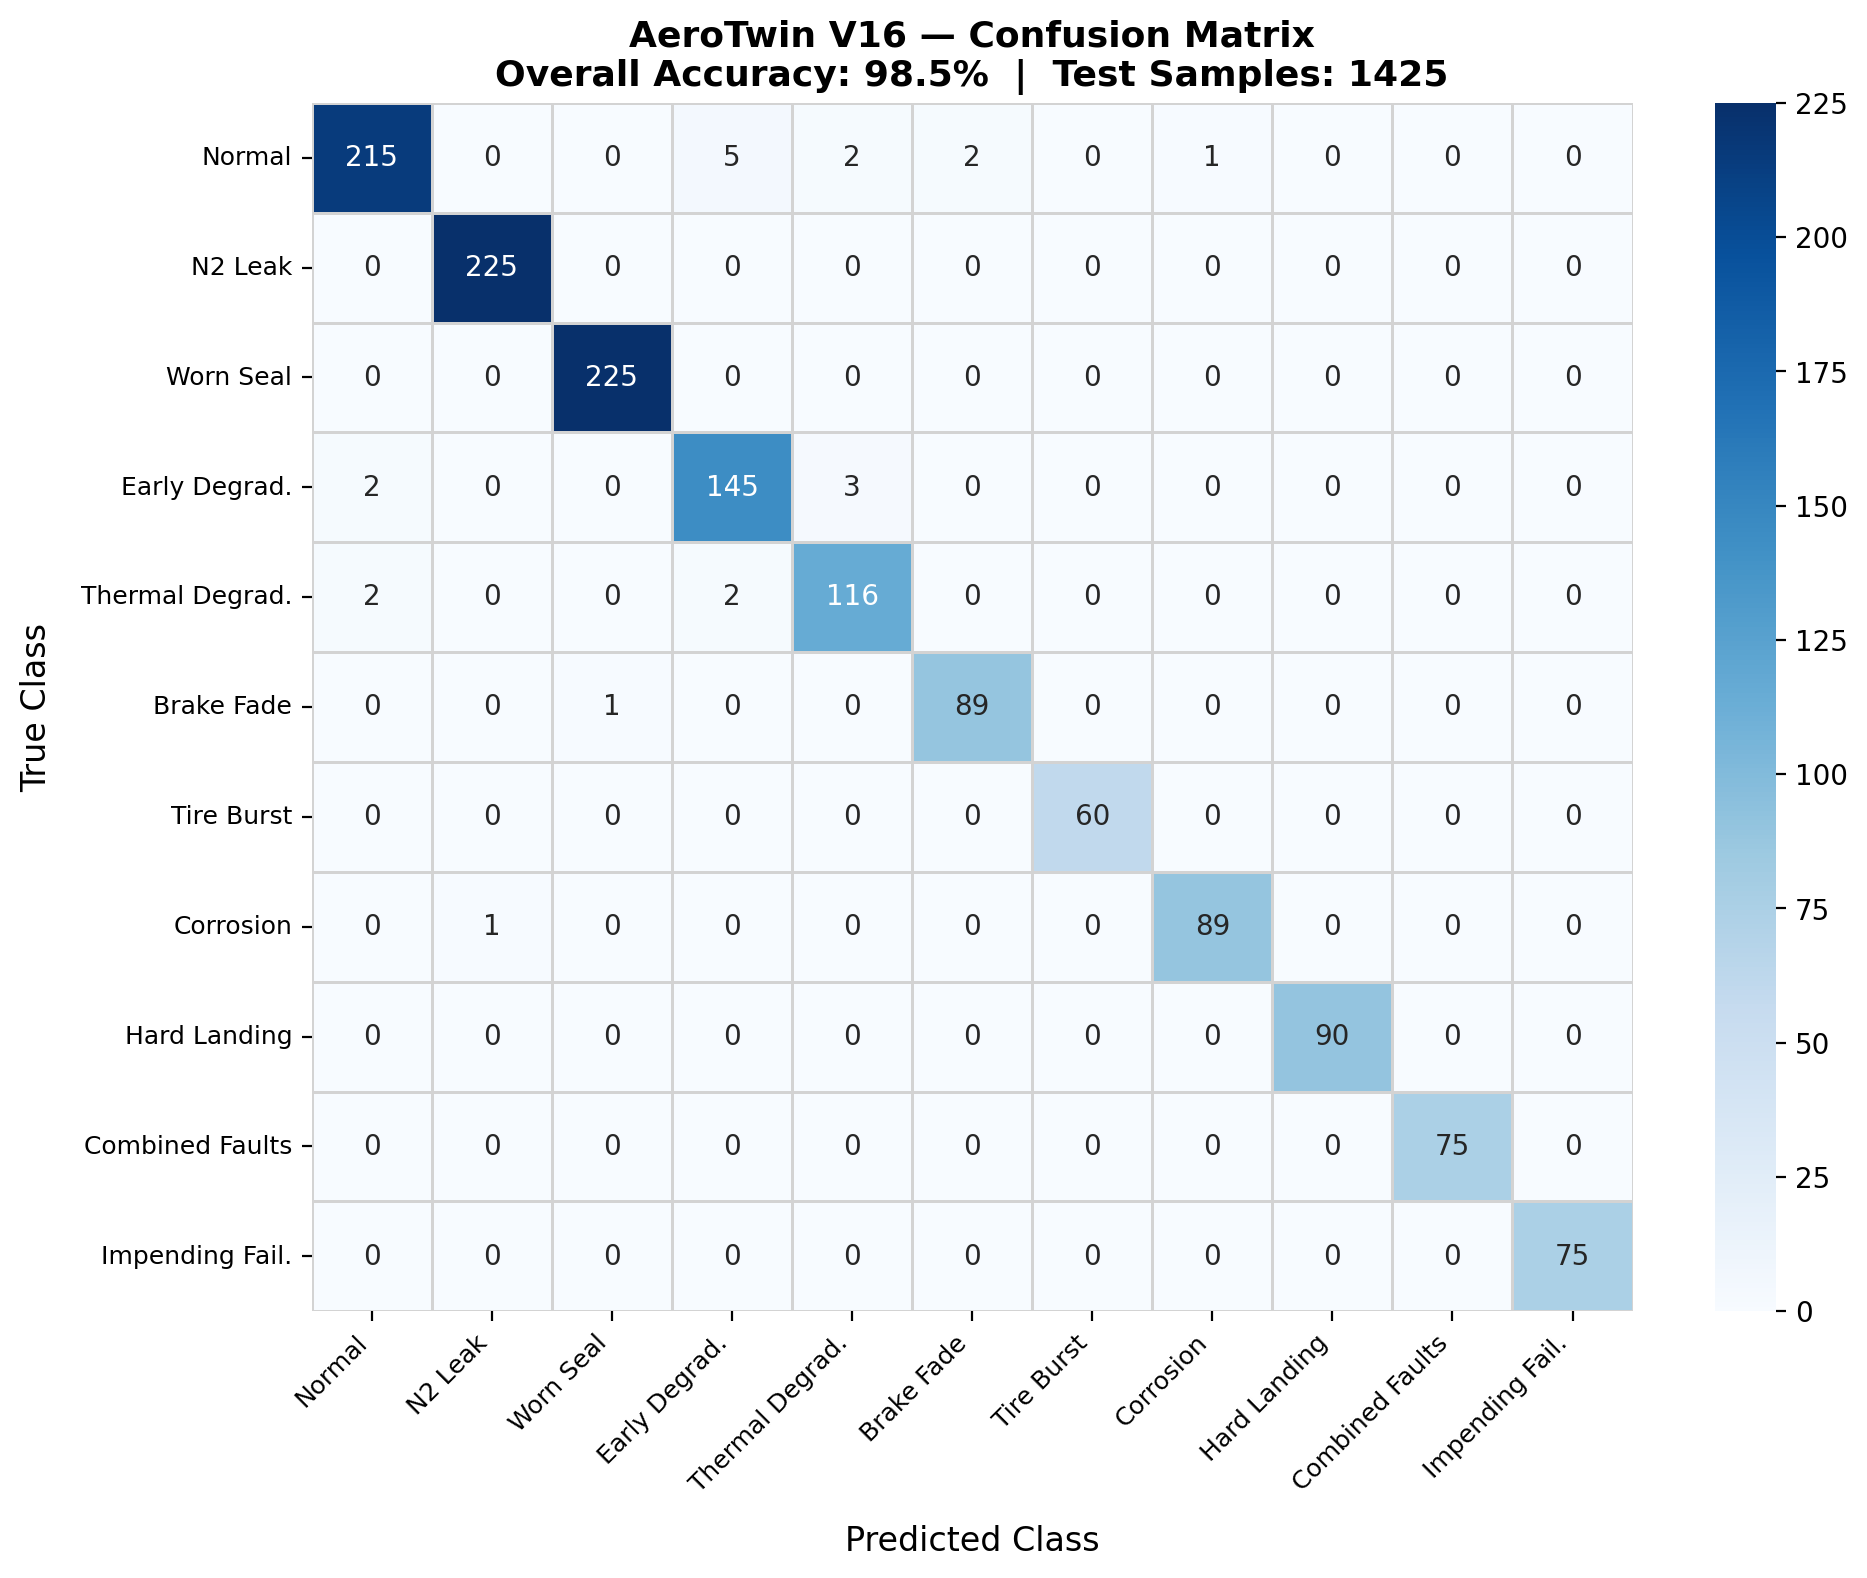 AeroTwin V16 — Confusion Matrix
Overall Accuracy: 98.5% | Test Samples: 1425
Normal 215 0 0 5 2 2 0 1 0 0 0
N2 Leak 0 225 0 0 0 0 0 0 0 0 0
Worn Seal 0 0 225 0 0 0 0 0 0 0 0
Early Degrad. 2 0 0 145 3 0 0 0 0 0 0
Thermal Degrad. 2 0 0 2 116 0 0 0 0 0 0
Brake Fade 0 0 1 0 0 89 0 0 0 0 0
Tire Burst 0 0 0 0 0 0 60 0 0 0 0
Corrosion 0 1 0 0 0 0 0 89 0 0 0
Hard Landing 0 0 0 0 0 0 0 0 90 0 0
Combined Faults 0 0 0 0 0 0 0 0 0 75 0
Impending Fail. 0 0 0 0 0 0 0 0 0 0 75
True Class
Normal N2 Leak Worn Seal Early Degrad. Thermal Degrad. Brake Fade Tire Burst Corrosion Hard Landing Combined Faults Impending Fail.
Predicted Class
225
200
175
150
125
100
75
50
25
0